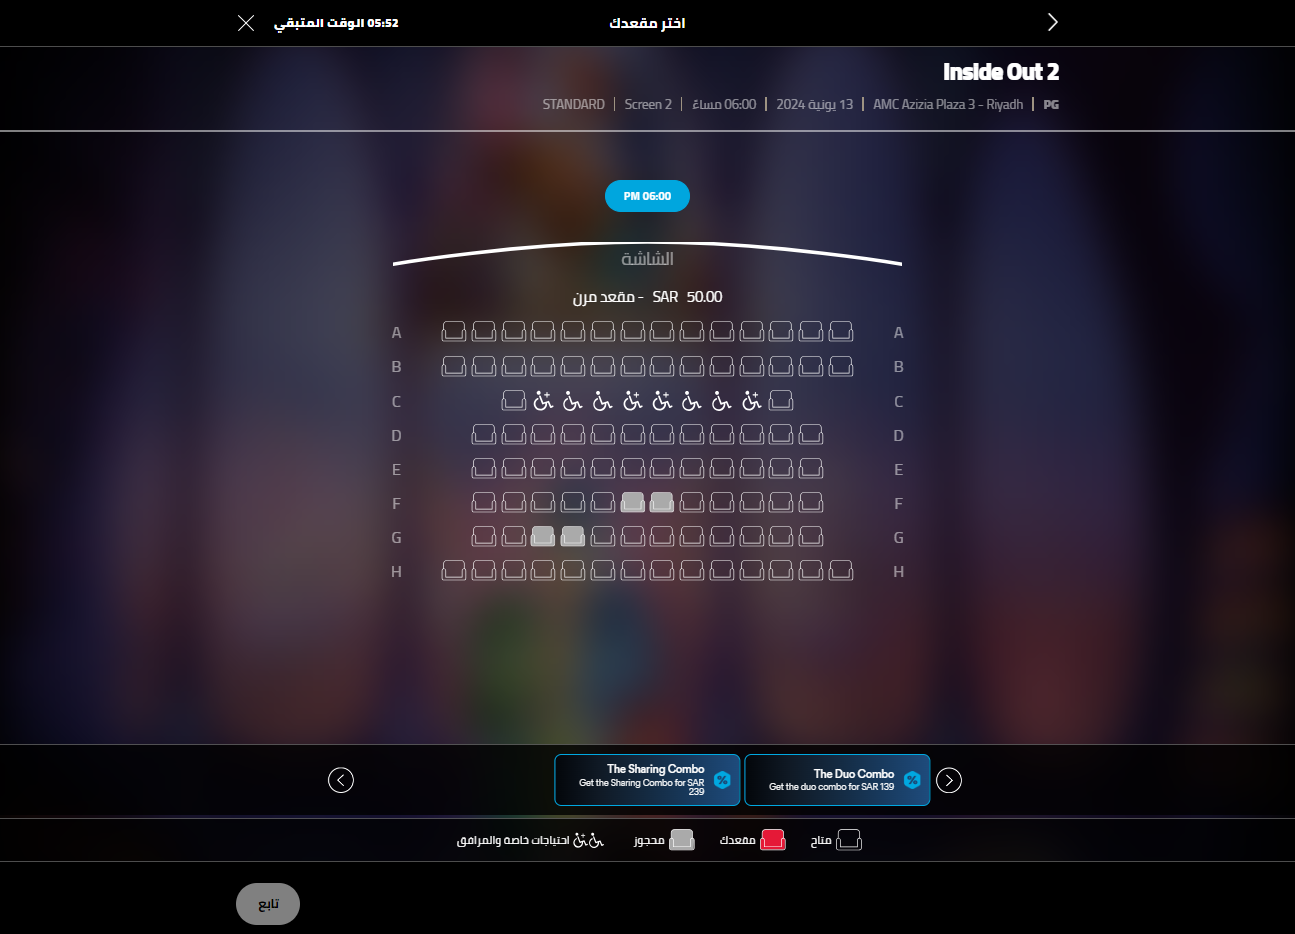 اختر مقعدك
05:52 الوقت المتبقي
Inside Out 2
PG | AMC Azizia Plaza 3 - Riyadh | 13 يونية 2024 | 06:00 مساءً | Screen 2 | STANDARD
06:00 PM
الشاشة
50.00 SAR - مقعد مرن
A A
B B
C C
D D
E E
F F
G G
H H
The Duo Combo
Get the duo combo for SAR 139
The Sharing Combo
Get the Sharing Combo for SAR
239
متاح مقعدك محجوز احتياجات خاصة والمرافق
تابع